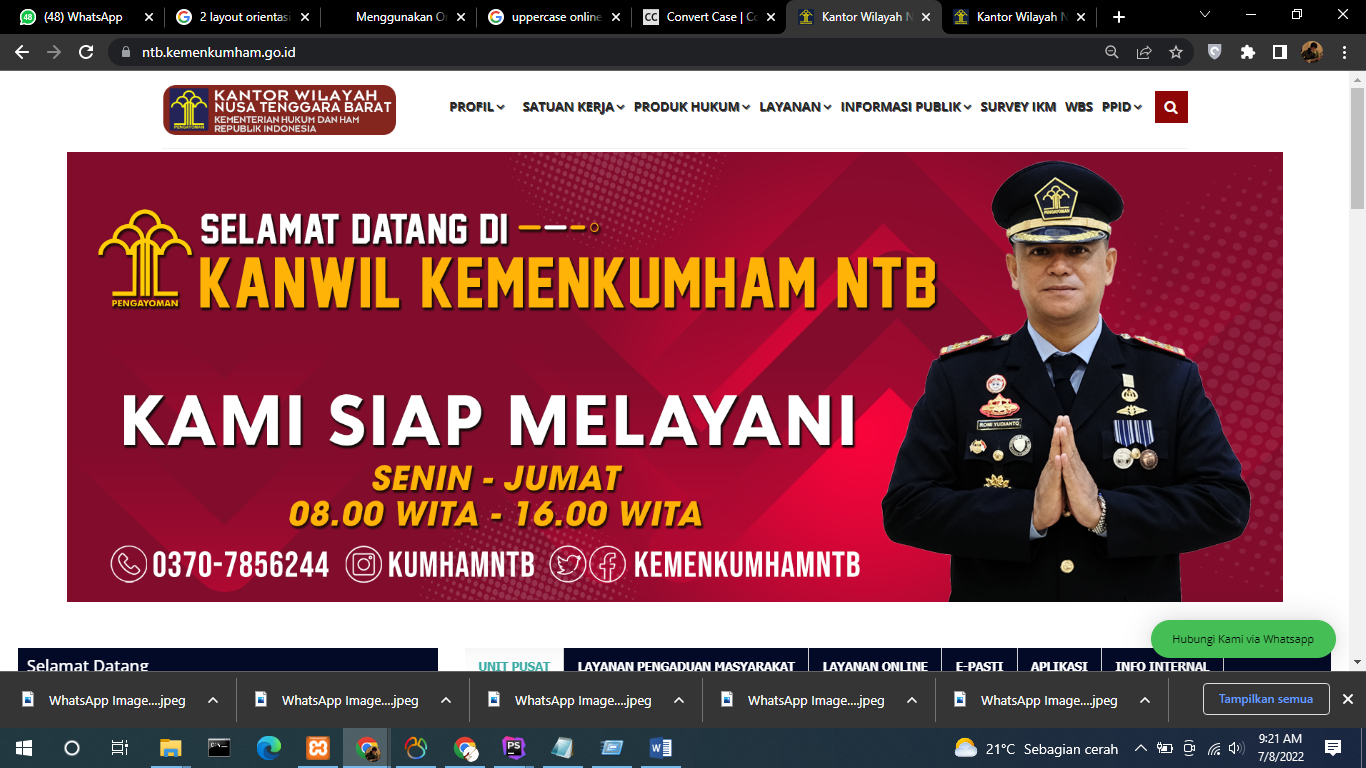 (48) WhatsApp
2 layout orientasi
Menggunakan O
uppercase online
CC
Convert Case | Co
Kantor Wilayah N
Kantor Wilayah N
ntb.kemenkumham.go.id
KANTOR WILAYAH
NUSA TENGGARA BARAT
KEMENTERIAN HUKUM DAN HAM
REPUBLIK INDONESIA
PENGAYOMAN
PROFIL SATUAN KERJA PRODUK HUKUM LAYANAN INFORMASI PUBLIK SURVEY IKM WBS PPID
SELAMAT DATANG DI
KANWIL KEMENKUMHAM NTB
PENGAYOMAN
PENGAYOMAN
KAMI SIAP MELAYANI
ROMI YUDIANTO
SENIN - JUMAT
08.00 WITA - 16.00 WITA
0370-7856244 KUMHAMNTB KEMENKUMHAMNTB
Hubungi Kami via Whatsapp
Selamat Datang
UNIT PUSAT LAYANAN PENGADUAN MASYARAKAT LAYANAN ONLINE E-PASTI APLIKASI INFO INTERNAL
WhatsApp Image....jpeg WhatsApp Image....jpeg WhatsApp Image....jpeg WhatsApp Image....jpeg WhatsApp Image....jpeg Tampilkan semua
21°C Sebagian cerah
9:21 AM
7/8/2022